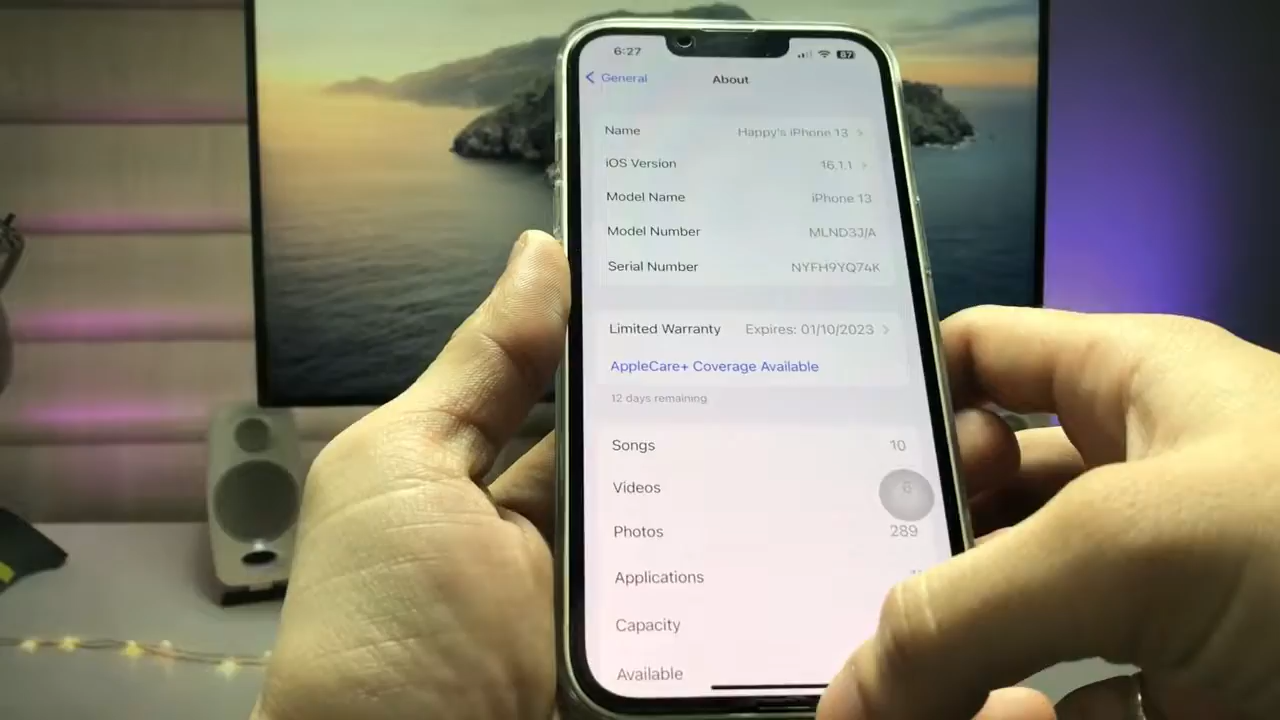 6:27
87
General
About
Name
Happy's iPhone 13
iOS Version
16.1.1
Model Name
iPhone 13
Model Number
MLND3J/A
Serial Number
NYFH9YQ74K
Limited Warranty
Expires: 01/10/2023
AppleCare+ Coverage Available
12 days remaining
Songs
10
Videos
6
Photos
289
Applications
Capacity
Available